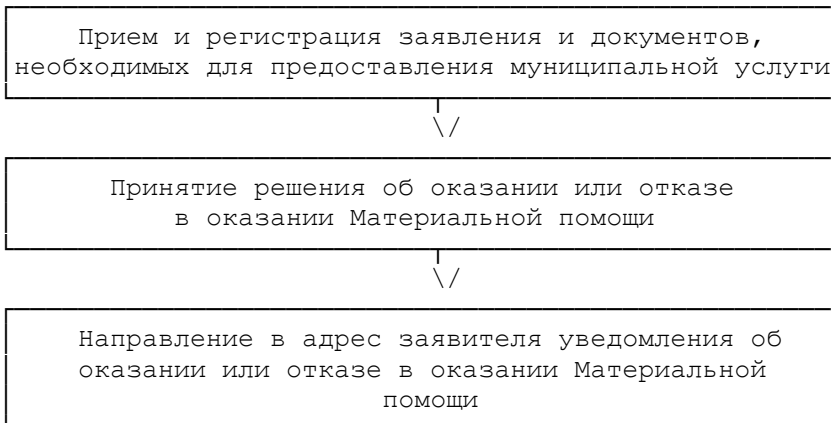 Прием и регистрация заявления и документов,
необходимых для предоставления муниципальной услуги
\/
Принятие решения об оказании или отказе
в оказании Материальной помощи
\/
Направление в адрес заявителя уведомления об
оказании или отказе в оказании Материальной
помощи